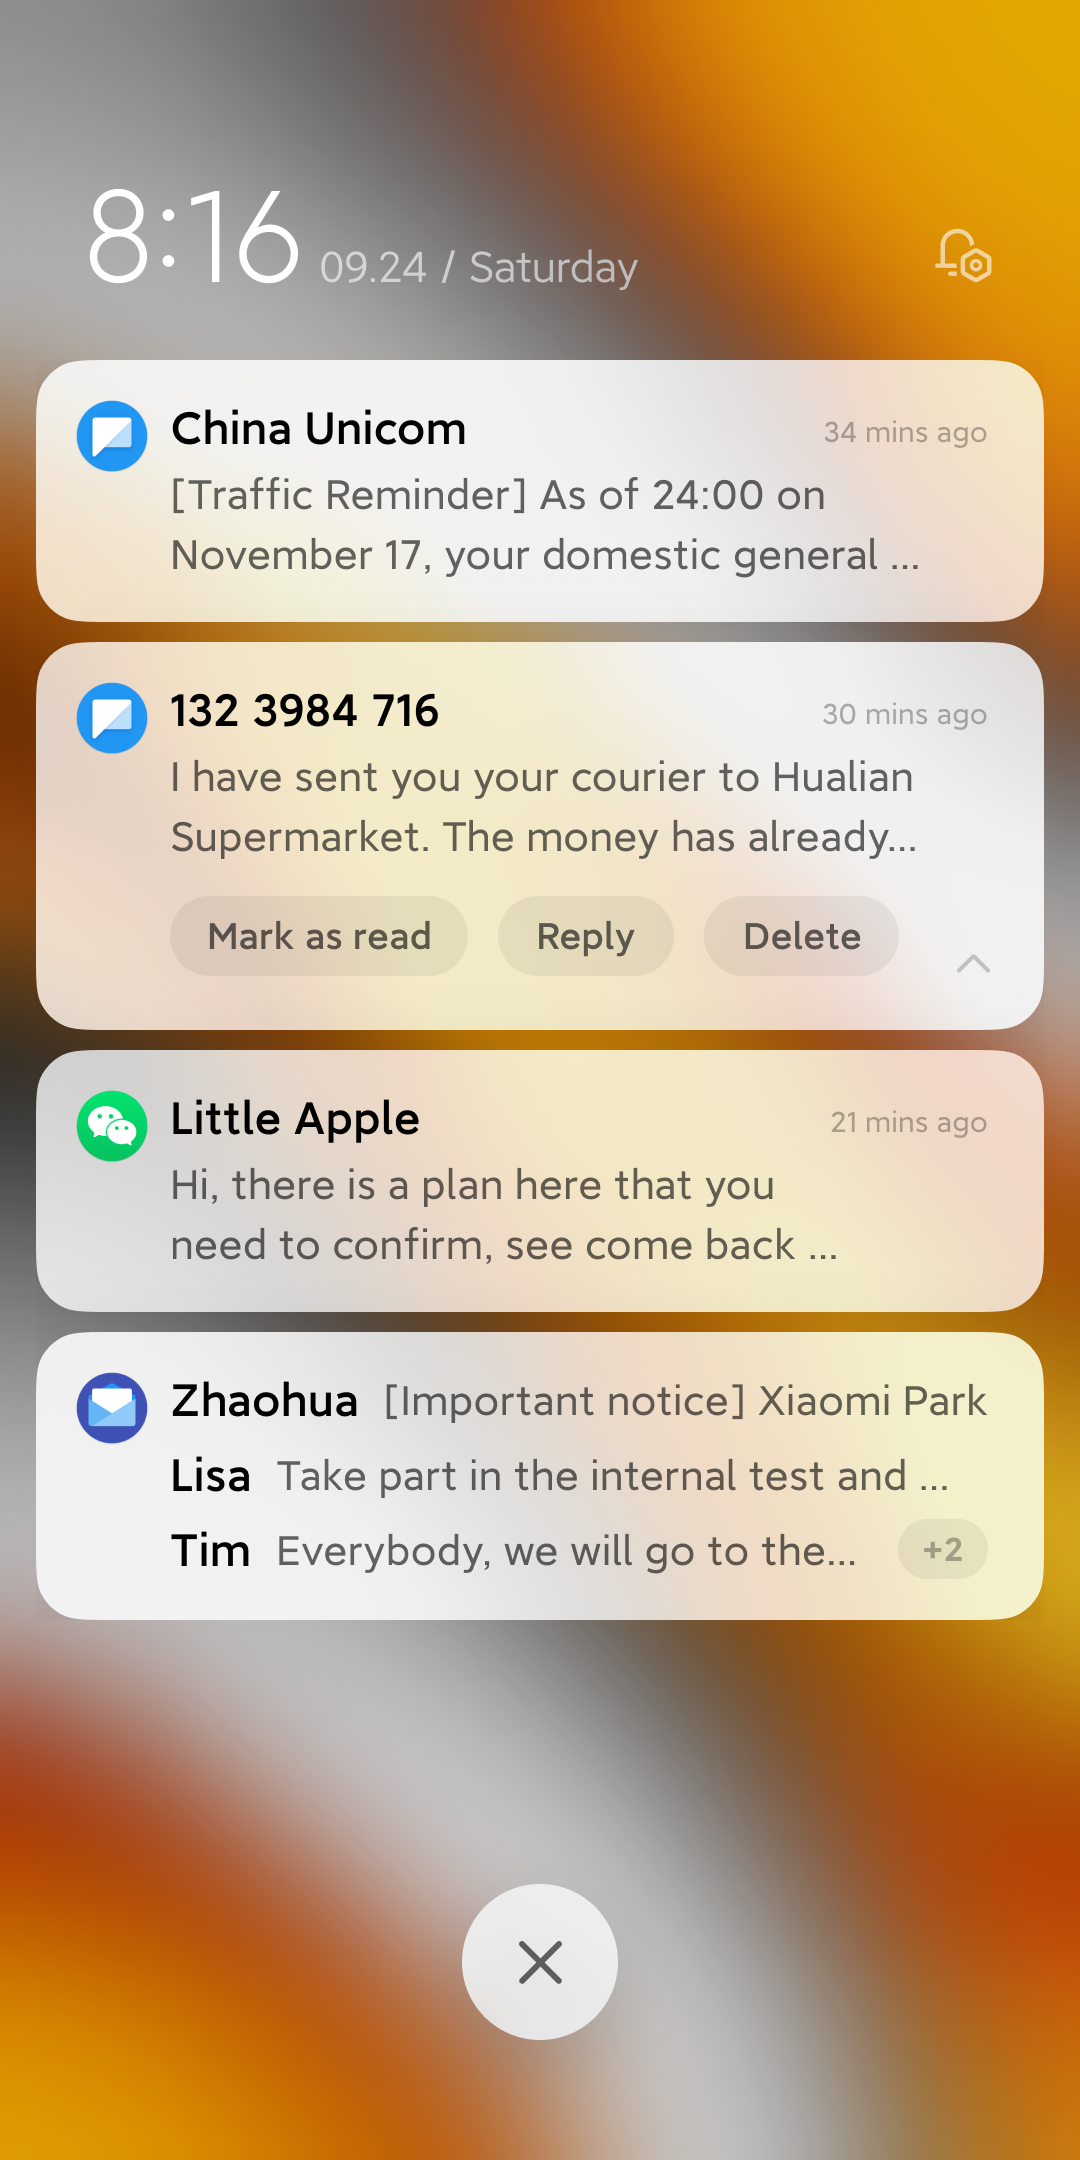 8:16 09.24 / Saturday
China Unicom 34 mins ago
[Traffic Reminder] As of 24:00 on
November 17, your domestic general ...
132 3984 716 30 mins ago
I have sent you your courier to Hualian
Supermarket. The money has already...
Mark as read Reply Delete
Little Apple 21 mins ago
Hi, there is a plan here that you
need to confirm, see come back ...
Zhaohua [Important notice] Xiaomi Park
Lisa Take part in the internal test and ...
Tim Everybody, we will go to the... +2